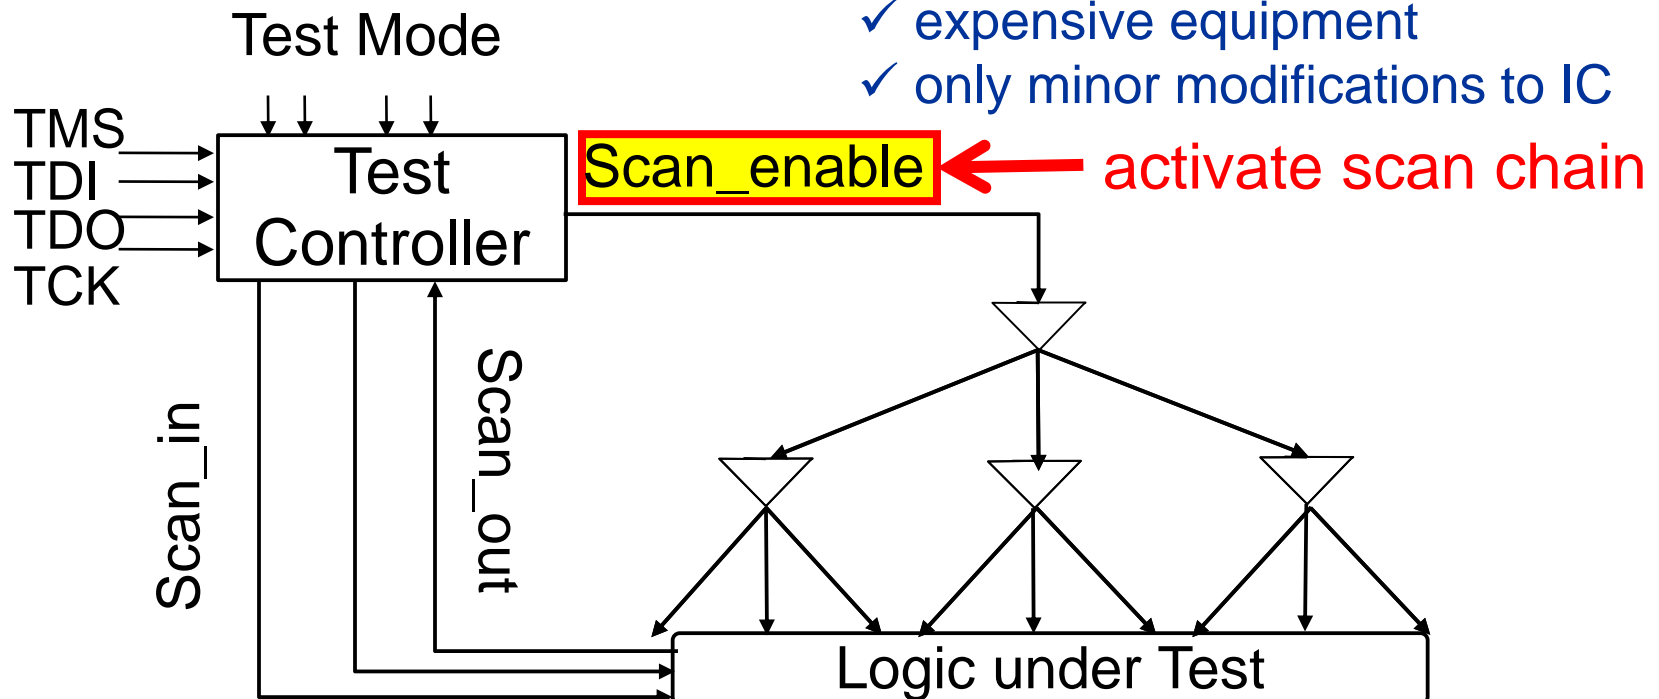 ✓ expensive equipment
Test Mode
✓ only minor modifications to IC
TMS
TDI
TDO
TCK
Test
Controller
Scan_enable
activate scan chain
Scan_in
Scan_out
Logic under Test